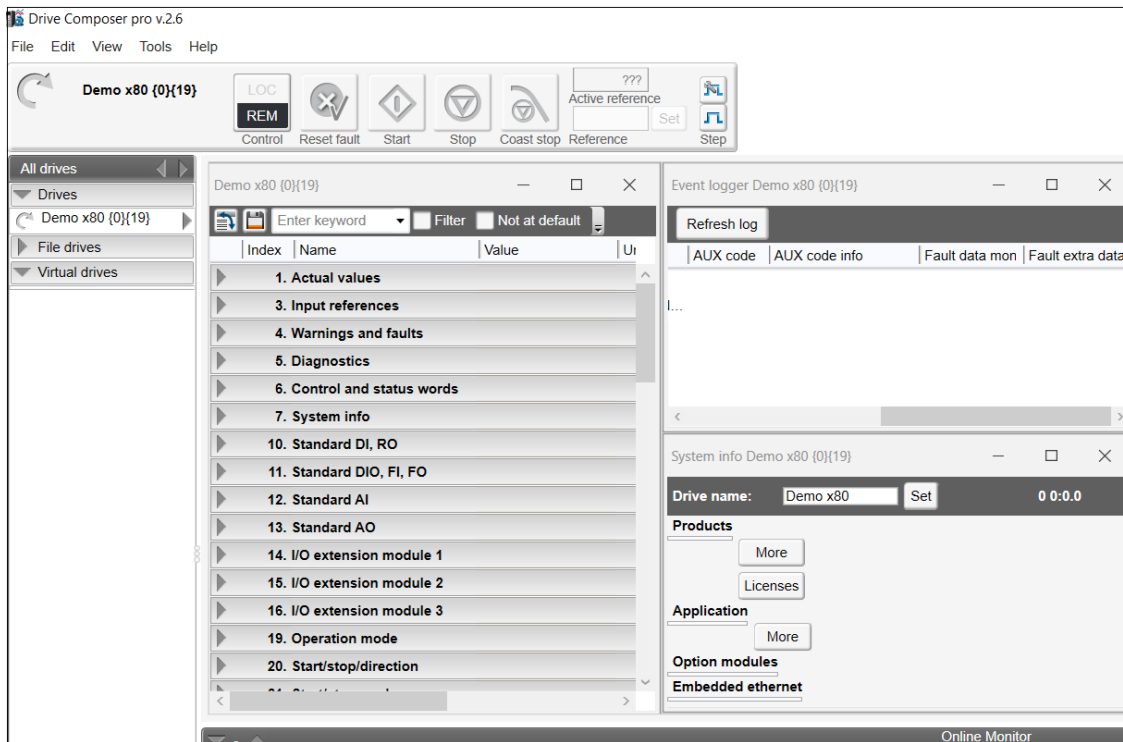 Drive Composer pro v.2.6
File Edit View Tools Help
Demo x80 {0}{19}
LOC
REM
Control
Reset fault
Start
Stop
Coast stop
???
Active reference
Set
Reference
Step
All drives
Drives
Demo x80 {0}{19}
File drives
Virtual drives
Demo x80 {0}{19}
Enter keyword Filter Not at default
Index Name Value
1. Actual values
3. Input references
4. Warnings and faults
5. Diagnostics
6. Control and status words
7. System info
10. Standard DI, RO
11. Standard DIO, FI, FO
12. Standard AI
13. Standard AO
14. I/O extension module 1
15. I/O extension module 2
16. I/O extension module 3
19. Operation mode
20. Start/stop/direction
Event logger Demo x80 {0}{19}
Refresh log
AUX code AUX code info Fault data mon Fault extra data
l...
System info Demo x80 {0}{19}
Drive name: Demo x80 Set 0 0:0.0
Products
More
Licenses
Application
More
Option modules
Embedded ethernet
Online Monitor